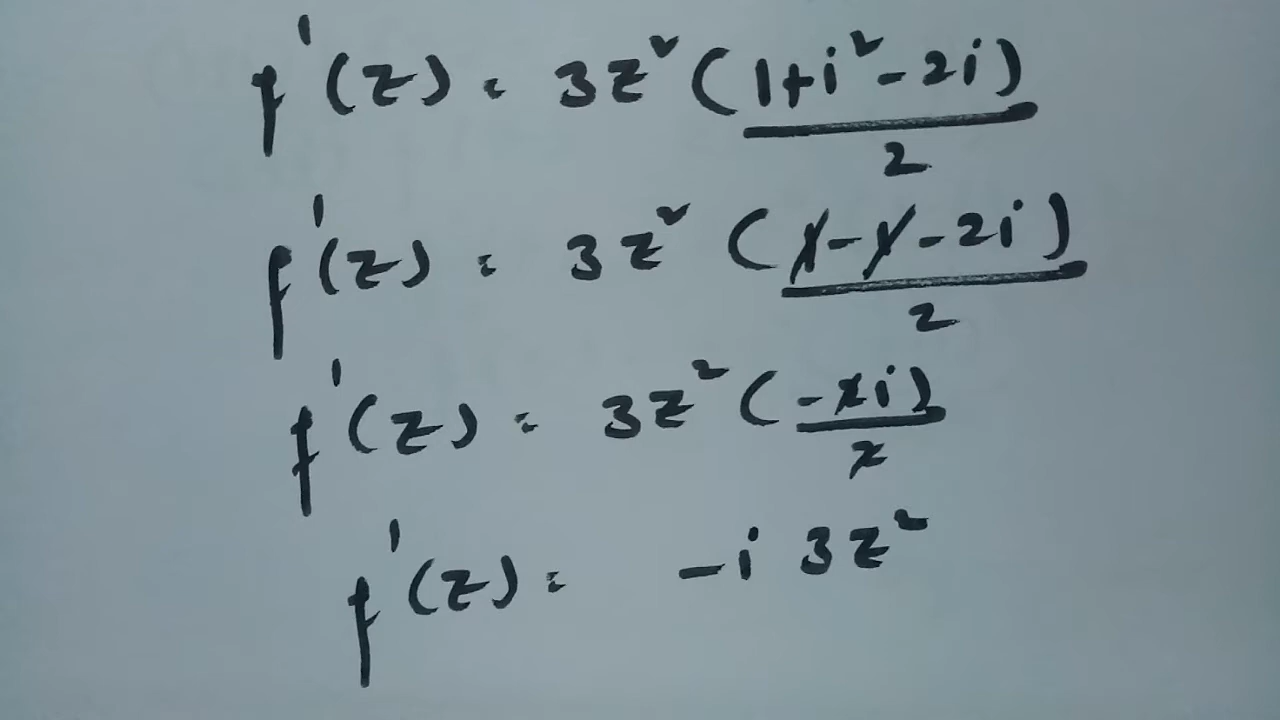 f'(z) = 3z² (1+i²-2i)/2
f'(z) = 3z² (1-1-2i)/2
f'(z) = 3z² (-2i)/2
f'(z) = -i 3z²